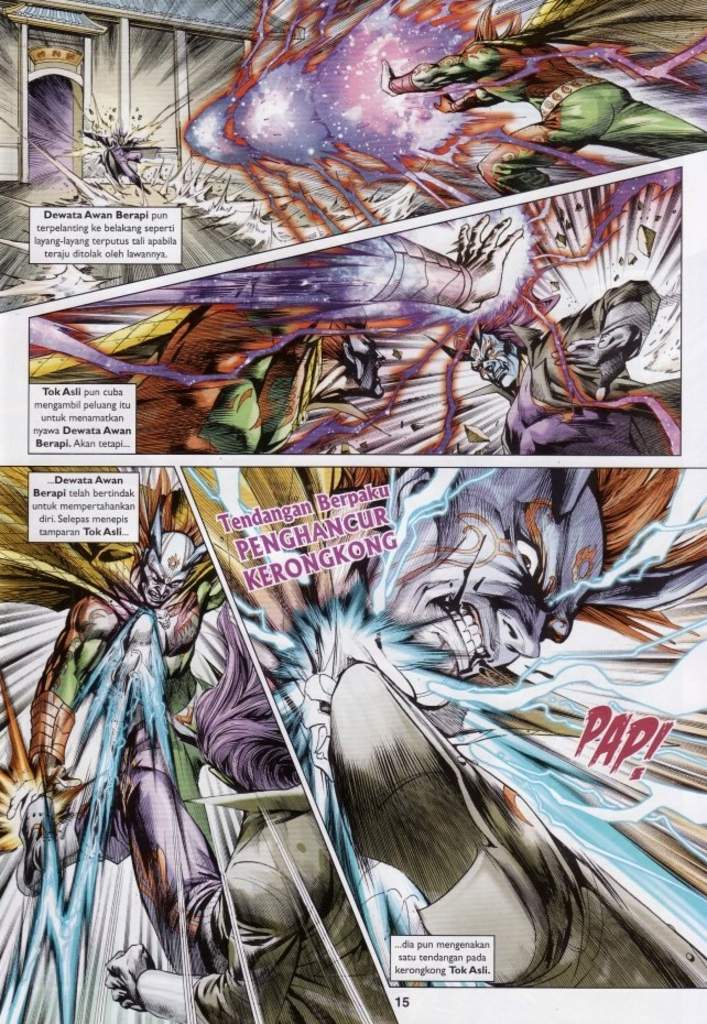 Dewata Awan Berapi pun
terpelanting ke belakang seperti
layang-layang terputus tali apabila
teraju ditolak oleh lawannya.
Tok Asli pun cuba
mengambil peluang itu
untuk menamatkan
nyawa Dewata Awan
Berapi. Akan tetapi...
...Dewata Awan
Berapi telah bertindak
untuk mempertahankan
diri. Selepas menepis
tamparan Tok Asli...
Tendangan Berpaku
PENGHANCUR
KERONGKONG
PAP!
...dia pun mengenakan
satu tendangan pada
kerongkong Tok Asli.
15